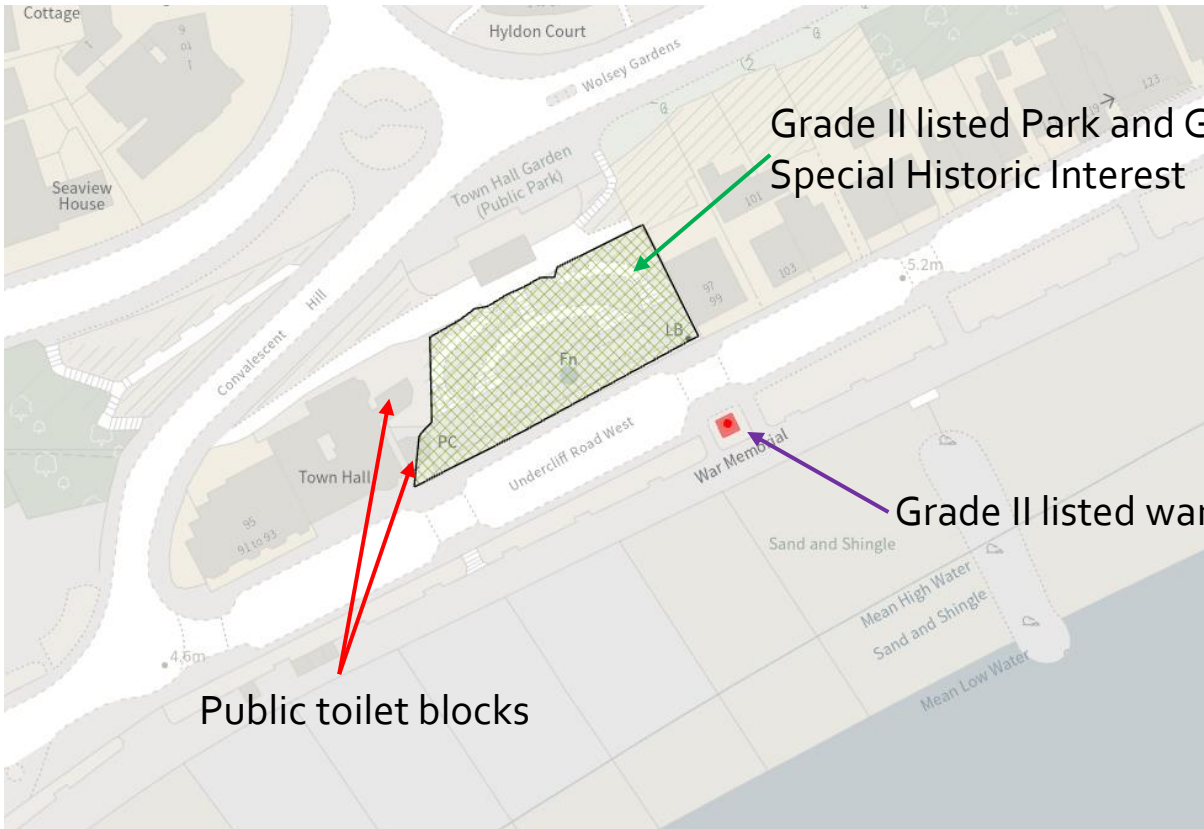 Cottage
Hyldon Court
Wolsey Gardens
Grade II listed Park and G
Special Historic Interest
Town Hall Garden
(Public Park)
Seaview
House
101
103
123
5.2m
97
99
LB
Fn
Convalescent Hill
PC
Undercliff Road West
War Memorial
Town Hall
95
91 to 93
Grade II listed war
Sand and Shingle
Mean High Water
Sand and Shingle
Mean Low Water
4.6m
Public toilet blocks